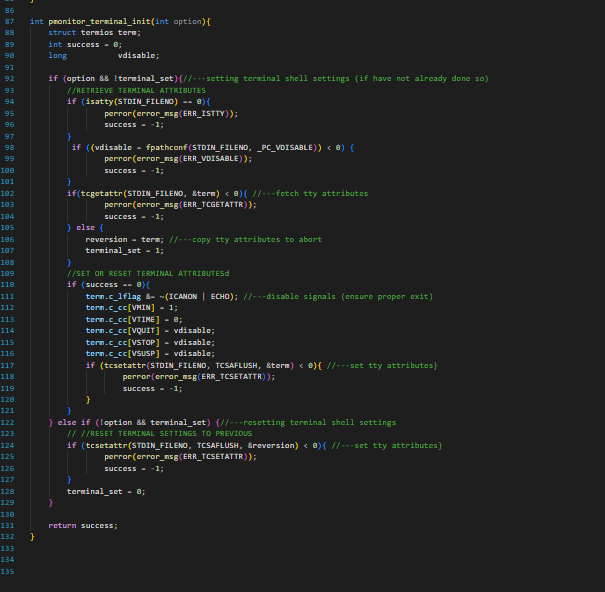 86
87 int pmonitor_terminal_init(int option){
88 struct termios term;
89 int success = 0;
90 long vdisable;
91
92 if (option && !terminal_set){//---setting terminal shell settings (if have not already done so)
93 //RETRIEVE TERMINAL ATTRIBUTES
94 if (isatty(STDIN_FILENO) == 0){
95 perror(error_msg(ERR_ISTTY));
96 success = -1;
97 }
98 if ((vdisable = fpathconf(STDIN_FILENO, _PC_VDISABLE)) < 0) {
99 perror(error_msg(ERR_VDISABLE));
100 success = -1;
101 }
102 if(tcgetattr(STDIN_FILENO, &term) < 0){ //---fetch tty attributes
103 perror(error_msg(ERR_TCGETATTR));
104 success = -1;
105 } else {
106 reversion = term; //---copy tty attributes to abort
107 terminal_set = 1;
108 }
109 //SET OR RESET TERMINAL ATTRIBUTESd
110 if (success == 0){
111 term.c_lflag &= ~(ICANON | ECHO); //---disable signals (ensure proper exit)
112 term.c_cc[VMIN] = 1;
113 term.c_cc[VTIME] = 0;
114 term.c_cc[VQUIT] = vdisable;
115 term.c_cc[VSTOP] = vdisable;
116 term.c_cc[VSUSP] = vdisable;
117 if (tcsetattr(STDIN_FILENO, TCSAFLUSH, &term) < 0){ //---set tty attributes}
118 perror(error_msg(ERR_TCSETATTR));
119 success = -1;
120 }
121 }
122 } else if (!option && terminal_set) {//---resetting terminal shell settings
123 // //RESET TERMINAL SETTINGS TO PREVIOUS
124 if (tcsetattr(STDIN_FILENO, TCSAFLUSH, &reversion) < 0){ //---set tty attributes}
125 perror(error_msg(ERR_TCSETATTR));
126 success = -1;
127 }
128 terminal_set = 0;
129 }
130
131 return success;
132 }
133
134
135